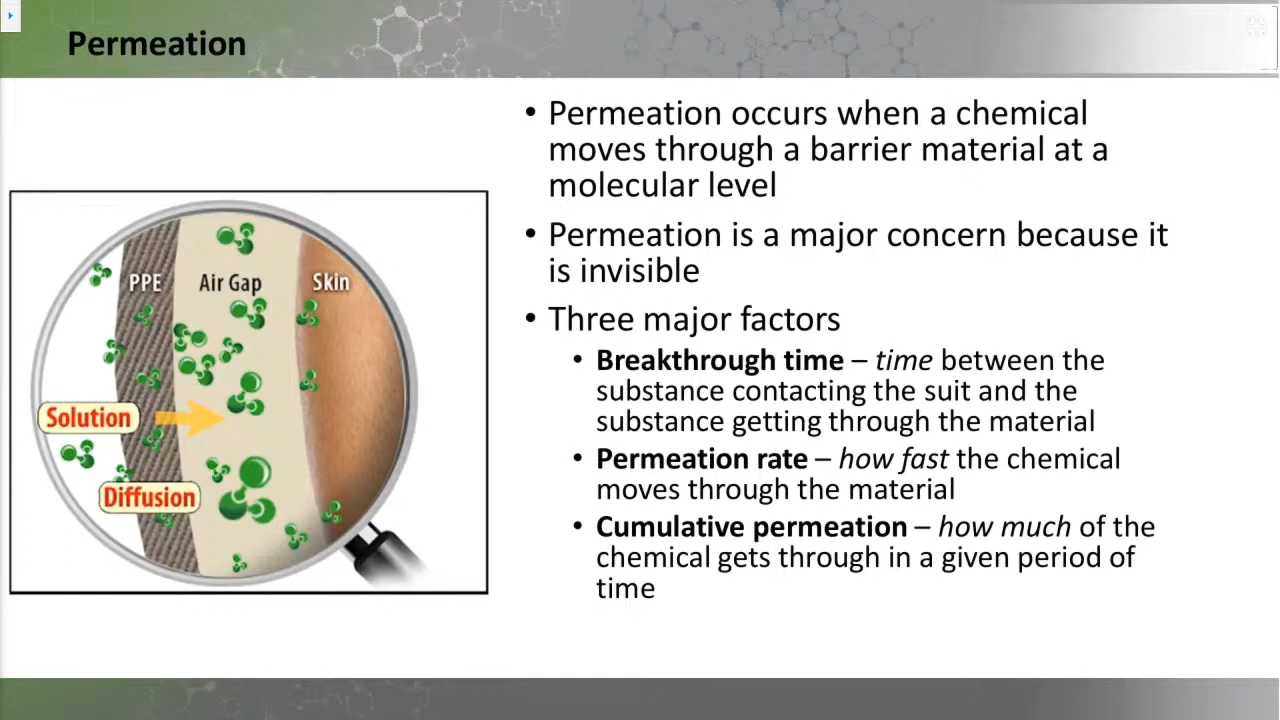 Permeation
PPE
Air Gap
Skin
Solution
Diffusion
• Permeation occurs when a chemical
moves through a barrier material at a
molecular level
• Permeation is a major concern because it
is invisible
• Three major factors
• Breakthrough time – time between the
substance contacting the suit and the
substance getting through the material
• Permeation rate – how fast the chemical
moves through the material
• Cumulative permeation – how much of the
chemical gets through in a given period of
time